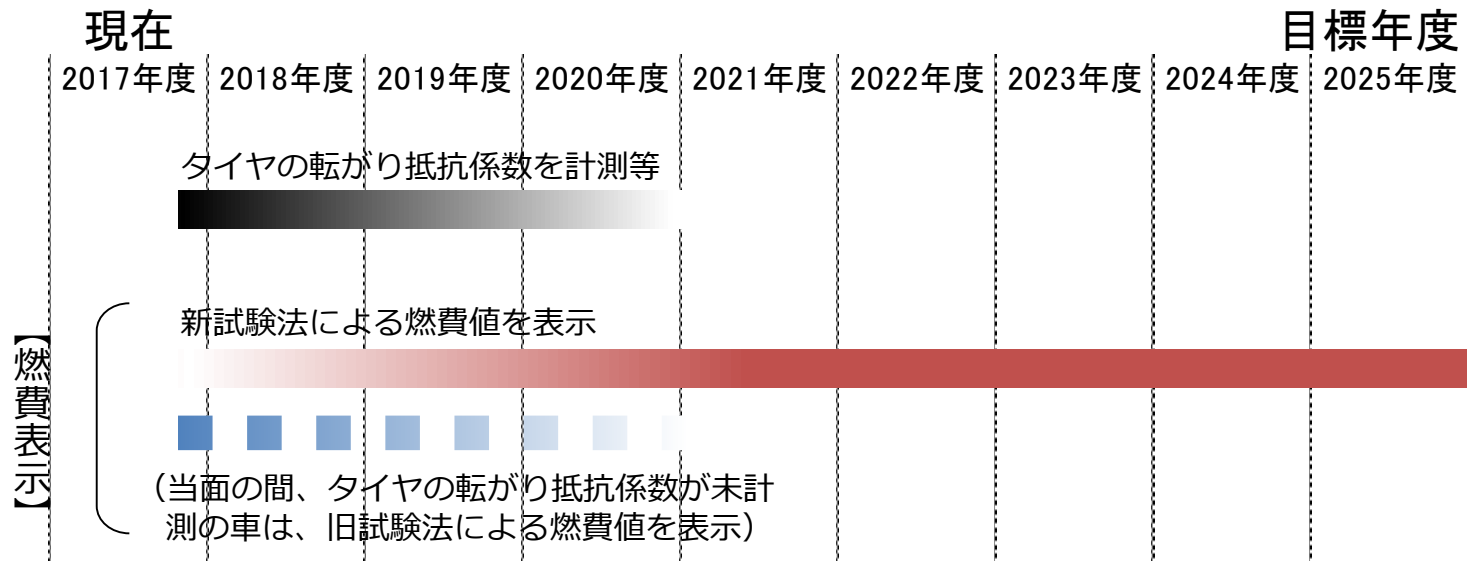 現在
目標年度
2017年度 2018年度 2019年度 2020年度 2021年度 2022年度 2023年度 2024年度 2025年度
タイヤの転がり抵抗係数を計測等
【燃費表示】
新試験法による燃費値を表示
（当面の間、タイヤの転がり抵抗係数が未計
測の車は、旧試験法による燃費値を表示）